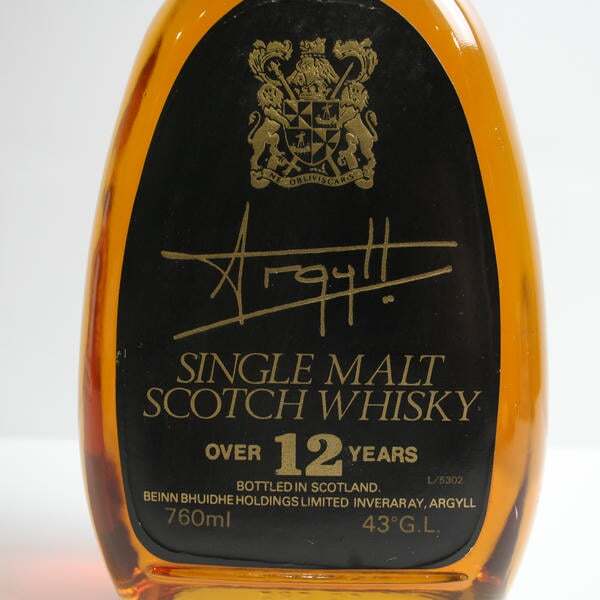 NE OBLIVISCARIS
Argyll.
SINGLE MALT
SCOTCH WHISKY
OVER 12 YEARS
L/5302
BOTTLED IN SCOTLAND.
BEINN BHUIDHE HOLDINGS LIMITED INVERARAY, ARGYLL
760ml 43°G.L.